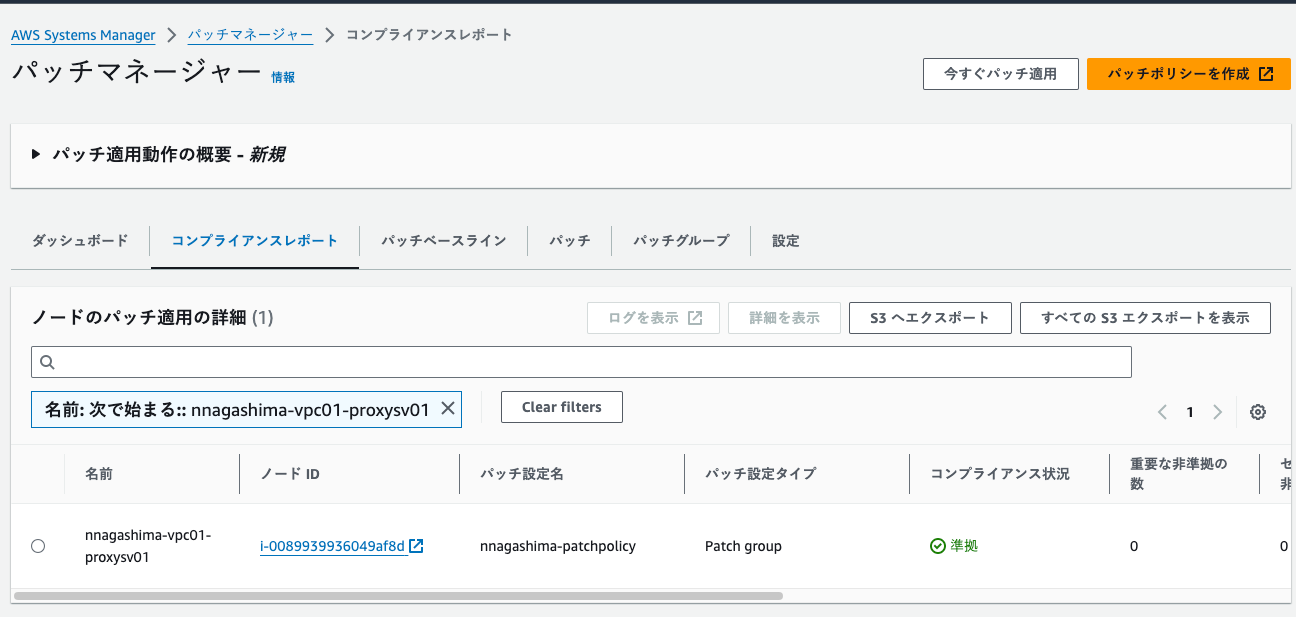 AWS Systems Manager > パッチマネージャー > コンプライアンスレポート
パッチマネージャー 情報
今すぐパッチ適用
パッチポリシーを作成
パッチ適用動作の概要 - 新規
ダッシュボード
コンプライアンスレポート
パッチベースライン
パッチ
パッチグループ
設定
ノードのパッチ適用の詳細 (1)
ログを表示
詳細を表示
S3 へエクスポート
すべての S3 エクスポートを表示
名前: 次で始まる:: nnagashima-vpc01-proxysv01
Clear filters
1
名前
ノード ID
パッチ設定名
パッチ設定タイプ
コンプライアンス状況
重要な非準拠の
数
セ
非
nnagashima-vpc01-
proxysv01
i-0089939936049af8d
nnagashima-patchpolicy
Patch group
準拠
0
0